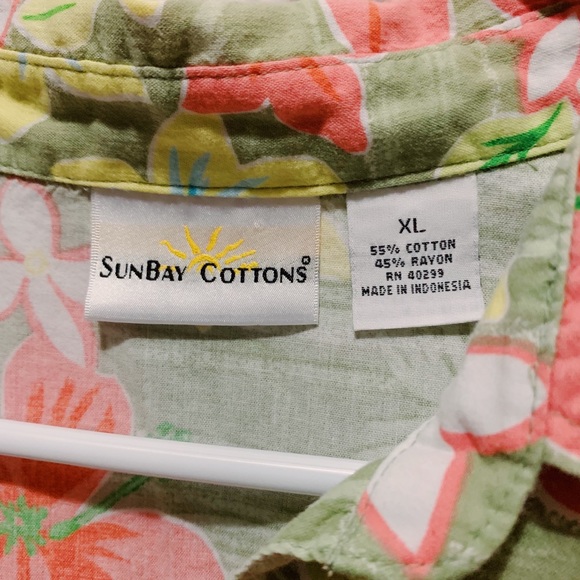 SUNBAY COTTONS®
XL
55% COTTON
45% RAYON
RN 40299
MADE IN INDONESIA